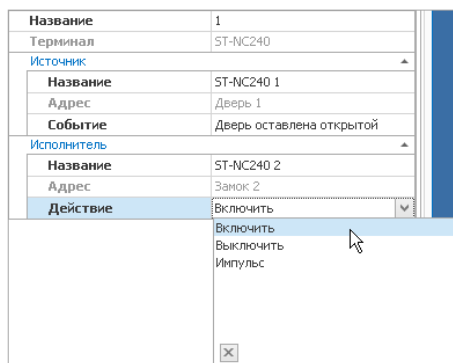 Название 1
Терминал ST-NC240
Источник
Название ST-NC240 1
Адрес Дверь 1
Событие Дверь оставлена открытой
Исполнитель
Название ST-NC240 2
Адрес Замок 2
Действие Включить
Включить
Выключить
Импульс